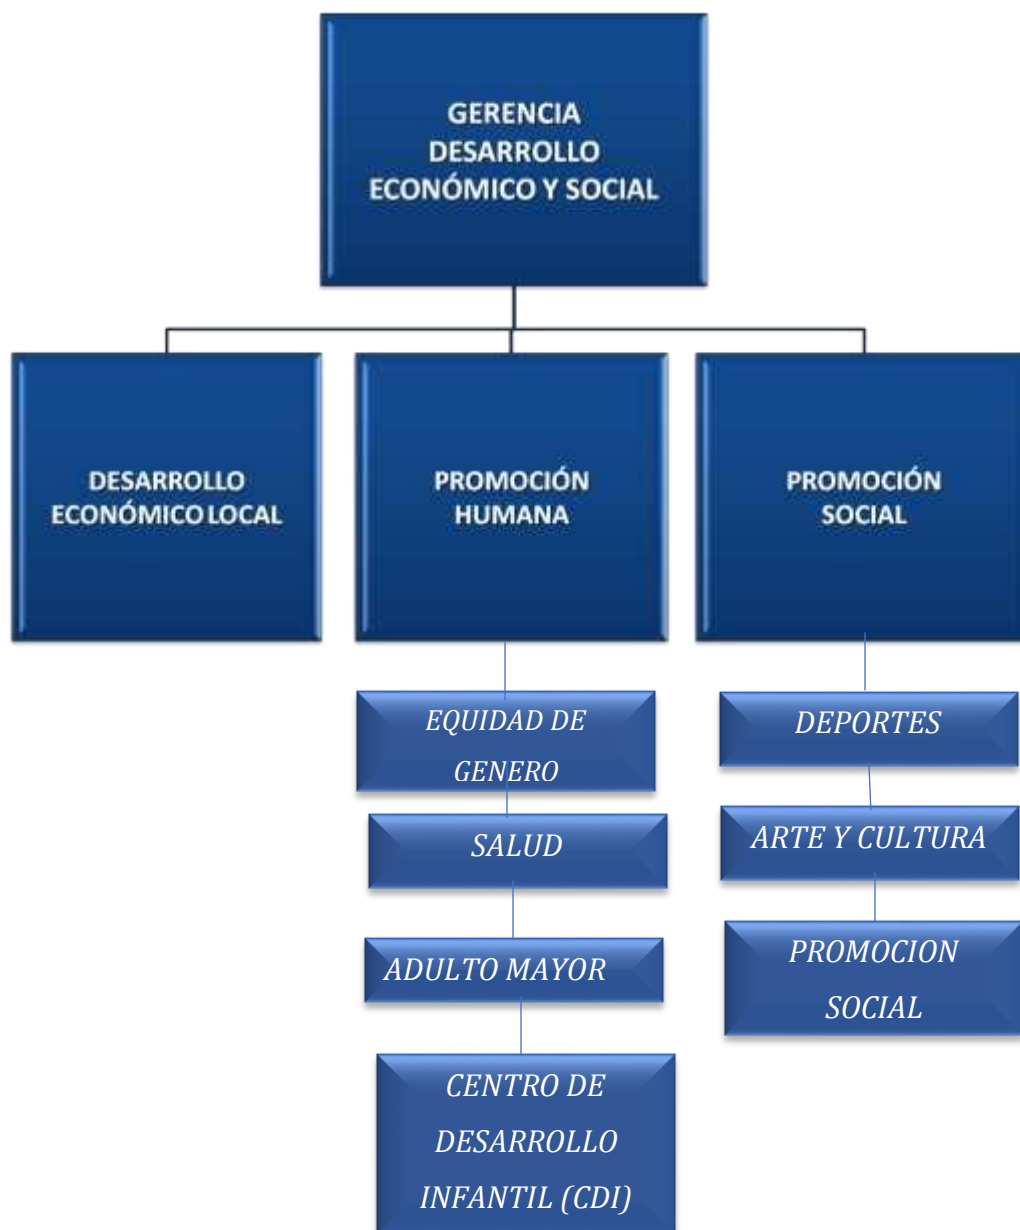 GERENCIA
DESARROLLO
ECONÓMICO Y SOCIAL
DESARROLLO
ECONÓMICO LOCAL
PROMOCIÓN
HUMANA
PROMOCIÓN
SOCIAL
EQUIDAD DE
GENERO
SALUD
ADULTO MAYOR
CENTRO DE
DESARROLLO
INFANTIL (CDI)
DEPORTES
ARTE Y CULTURA
PROMOCION
SOCIAL